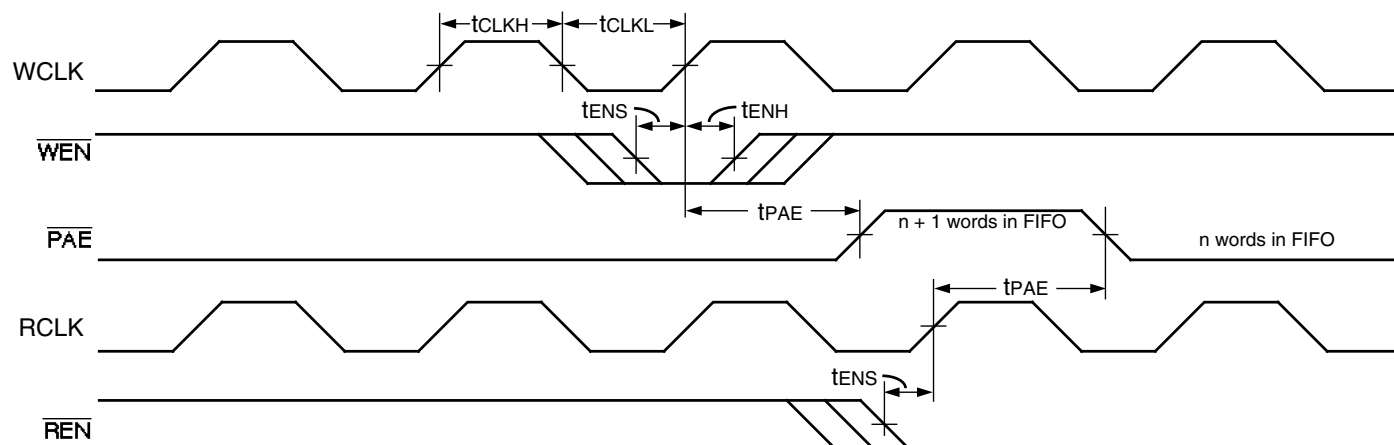 tCLKH tCLKL
WCLK
tENS tENH
WEN
tPAE
n + 1 words in FIFO
PAE
n words in FIFO
tPAE
RCLK
tENS
REN